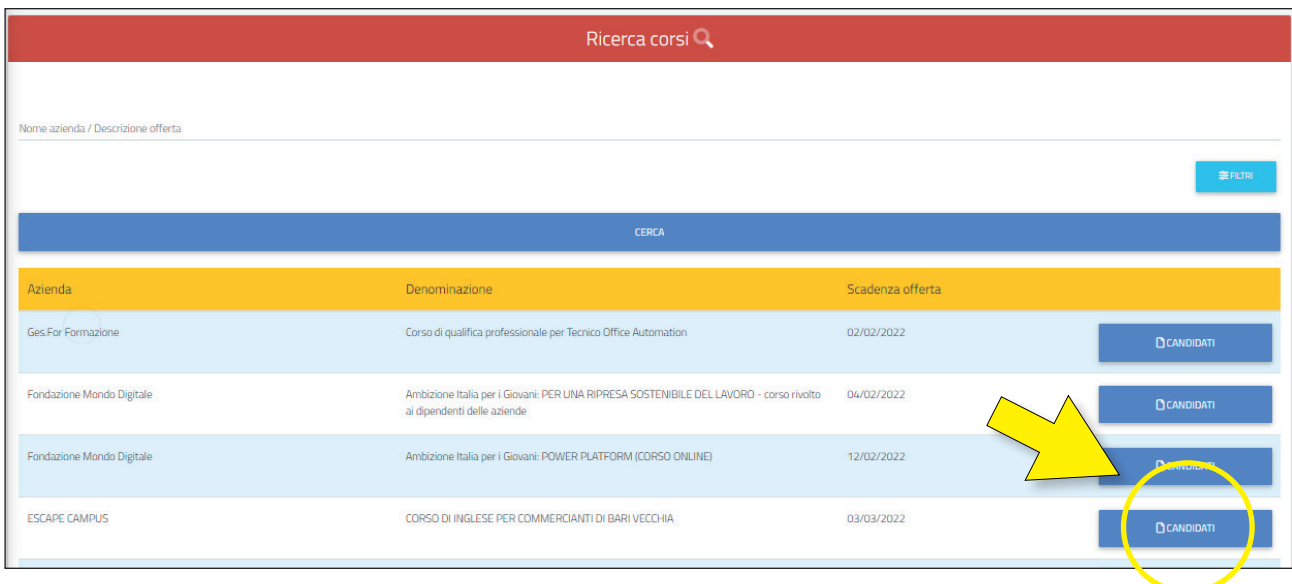 Ricerca corsi
Nome azienda / Descrizione offerta
FILTRI
CERCA
Azienda Denominazione Scadenza offerta
Ges.For Formazione Corso di qualifica professionale per Tecnico Office Automation 02/02/2022 CANDIDATI
Fondazione Mondo Digitale Ambizione Italia per i Giovani: PER UNA RIPRESA SOSTENIBILE DEL LAVORO - corso rivolto 04/02/2022 CANDIDATI
ai dipendenti delle aziende
Fondazione Mondo Digitale Ambizione Italia per i Giovani: POWER PLATFORM (CORSO ONLINE) 12/02/2022 CANDIDATI
ESCAPE CAMPUS CORSO DI INGLESE PER COMMERCIANTI DI BARI VECCHIA 03/03/2022 CANDIDATI